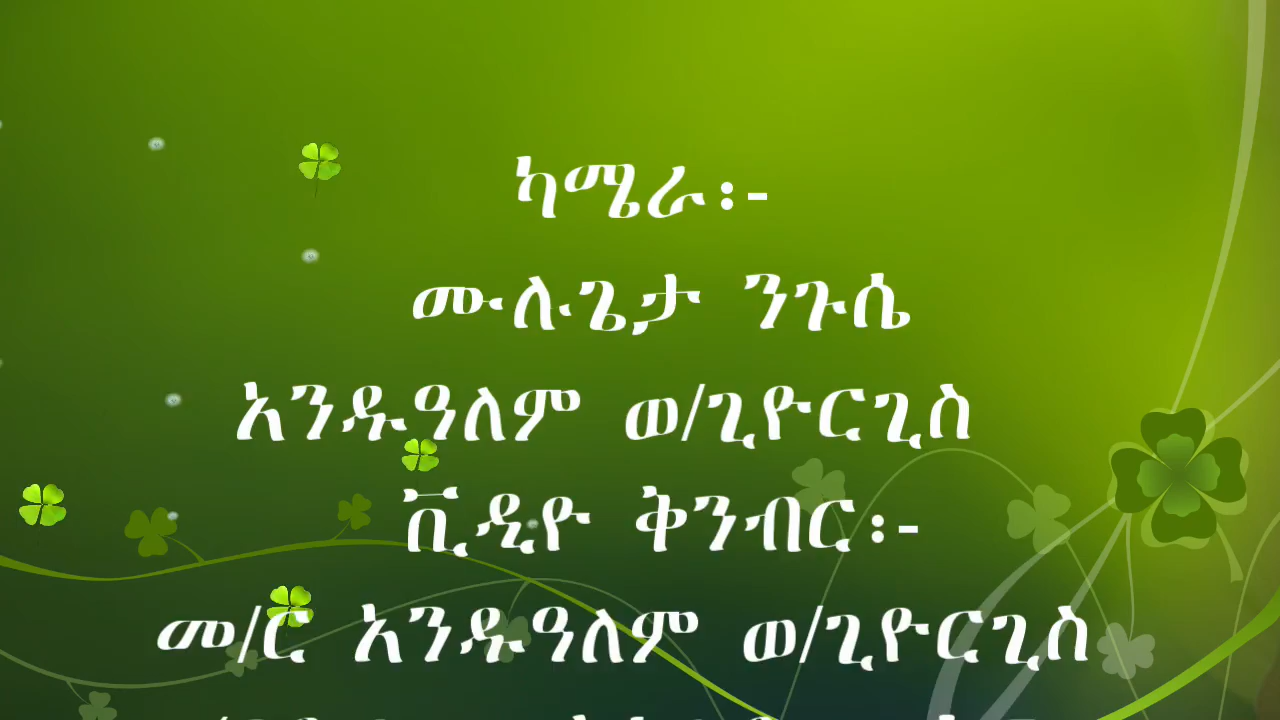 ካሜራ፡-
ሙሉጌታ ንጉሴ
አንዱዓለም ወ/ጊዮርጊስ
ቪዲዮ ቅንብር፡-
መ/ር አንዱዓለም ወ/ጊዮርጊስ